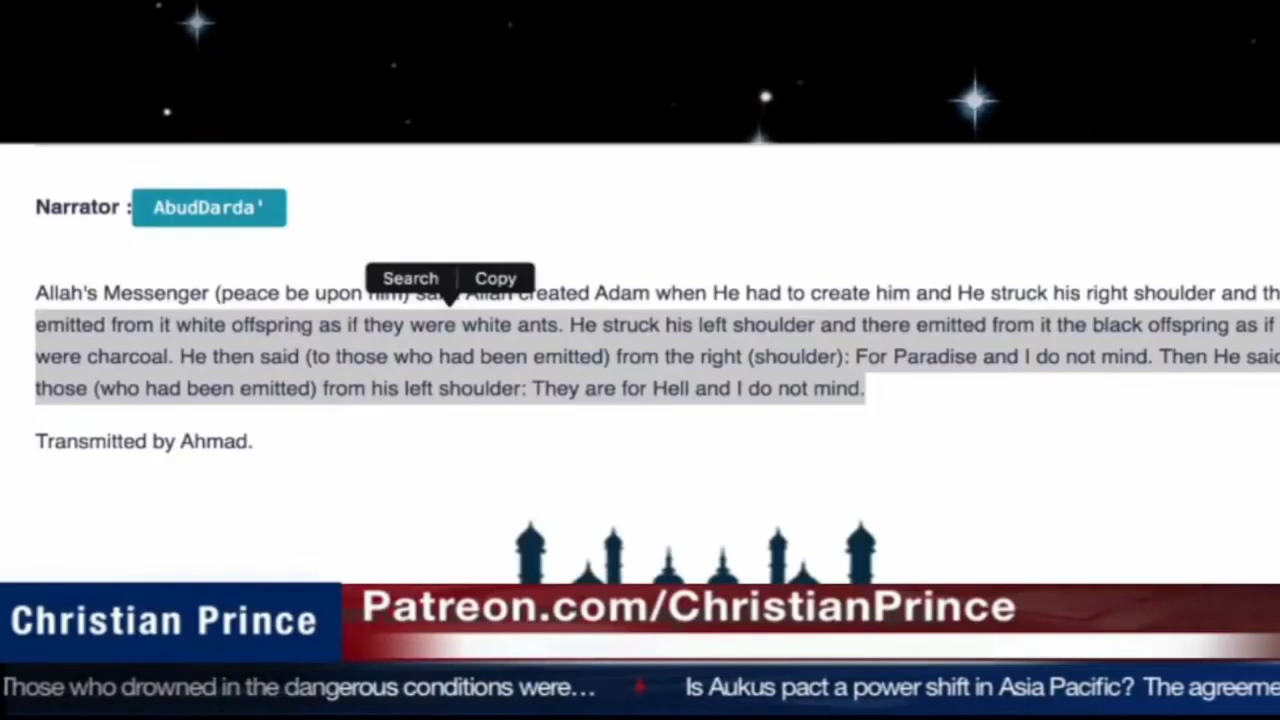 Narrator : AbudDarda'
Search Copy
Allah's Messenger (peace be upon him) said Allah created Adam when He had to create him and He struck his right shoulder and th
emitted from it white offspring as if they were white ants. He struck his left shoulder and there emitted from it the black offspring as if
were charcoal. He then said (to those who had been emitted) from the right (shoulder): For Paradise and I do not mind. Then He said
those (who had been emitted) from his left shoulder: They are for Hell and I do not mind.
Transmitted by Ahmad.
Christian Prince
Patreon.com/ChristianPrince
Those who drowned in the dangerous conditions were... Is Aukus pact a power shift in Asia Pacific? The agreeme